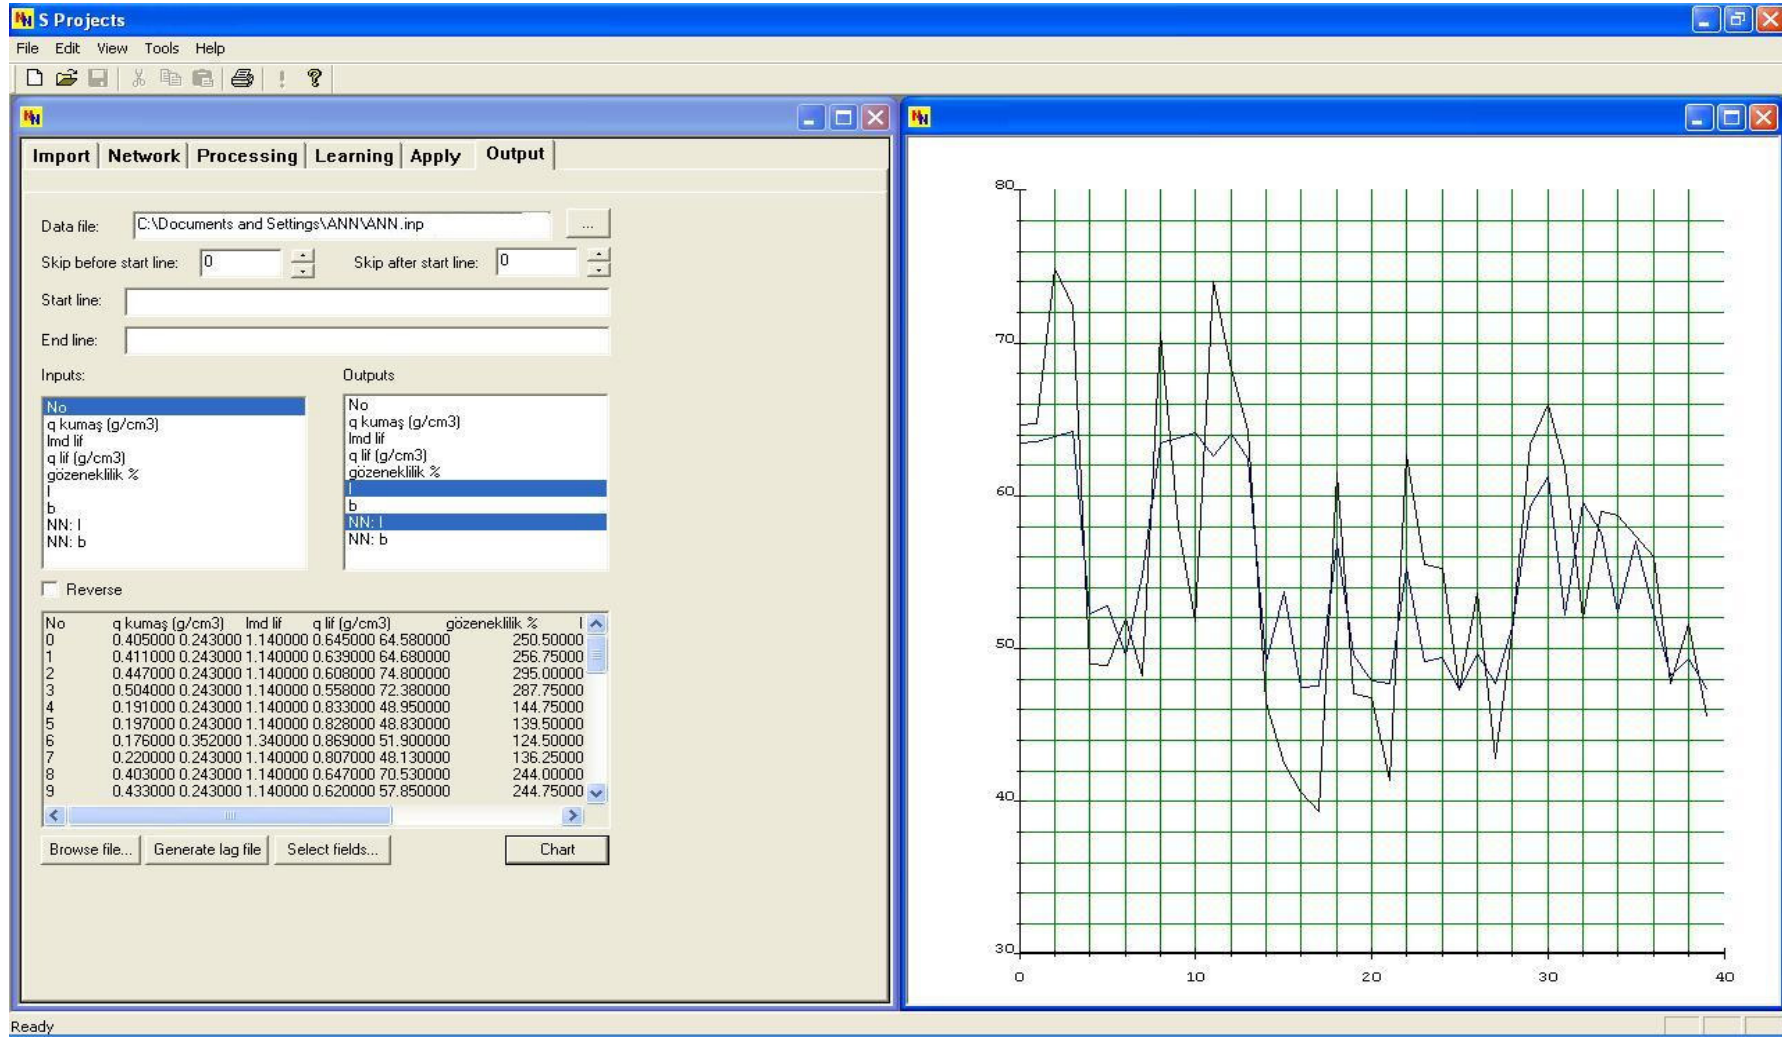 S Projects
File Edit View Tools Help
Import Network Processing Learning Apply Output
Data file: C:\Documents and Settings\ANN\ANN.inp ...
Skip before start line: 0 Skip after start line: 0
Start line:
End line:
Inputs: Outputs
No
q kumaş (g/cm3)
lmd lif
q lif (g/cm3)
gözeneklilik %
l
b
NN: l
NN: b
No
q kumaş (g/cm3)
lmd lif
q lif (g/cm3)
gözeneklilik %
l
b
NN: l
NN: b
Reverse
No q kumaş (g/cm3) lmd lif q lif (g/cm3) gözeneklilik % l
0 0.405000 0.243000 1.140000 0.645000 64.580000 250.50000
1 0.411000 0.243000 1.140000 0.639000 64.680000 256.75000
2 0.447000 0.243000 1.140000 0.608000 74.800000 295.00000
3 0.504000 0.243000 1.140000 0.558000 72.380000 287.75000
4 0.191000 0.243000 1.140000 0.833000 48.950000 144.75000
5 0.197000 0.243000 1.140000 0.828000 48.830000 139.50000
6 0.176000 0.352000 1.340000 0.869000 51.900000 124.50000
7 0.220000 0.243000 1.140000 0.807000 48.130000 136.25000
8 0.403000 0.243000 1.140000 0.647000 70.530000 244.00000
9 0.433000 0.243000 1.140000 0.620000 57.850000 244.75000
Browse file... Generate lag file Select fields... Chart
80
70
60
50
40
30
0 10 20 30 40
Ready